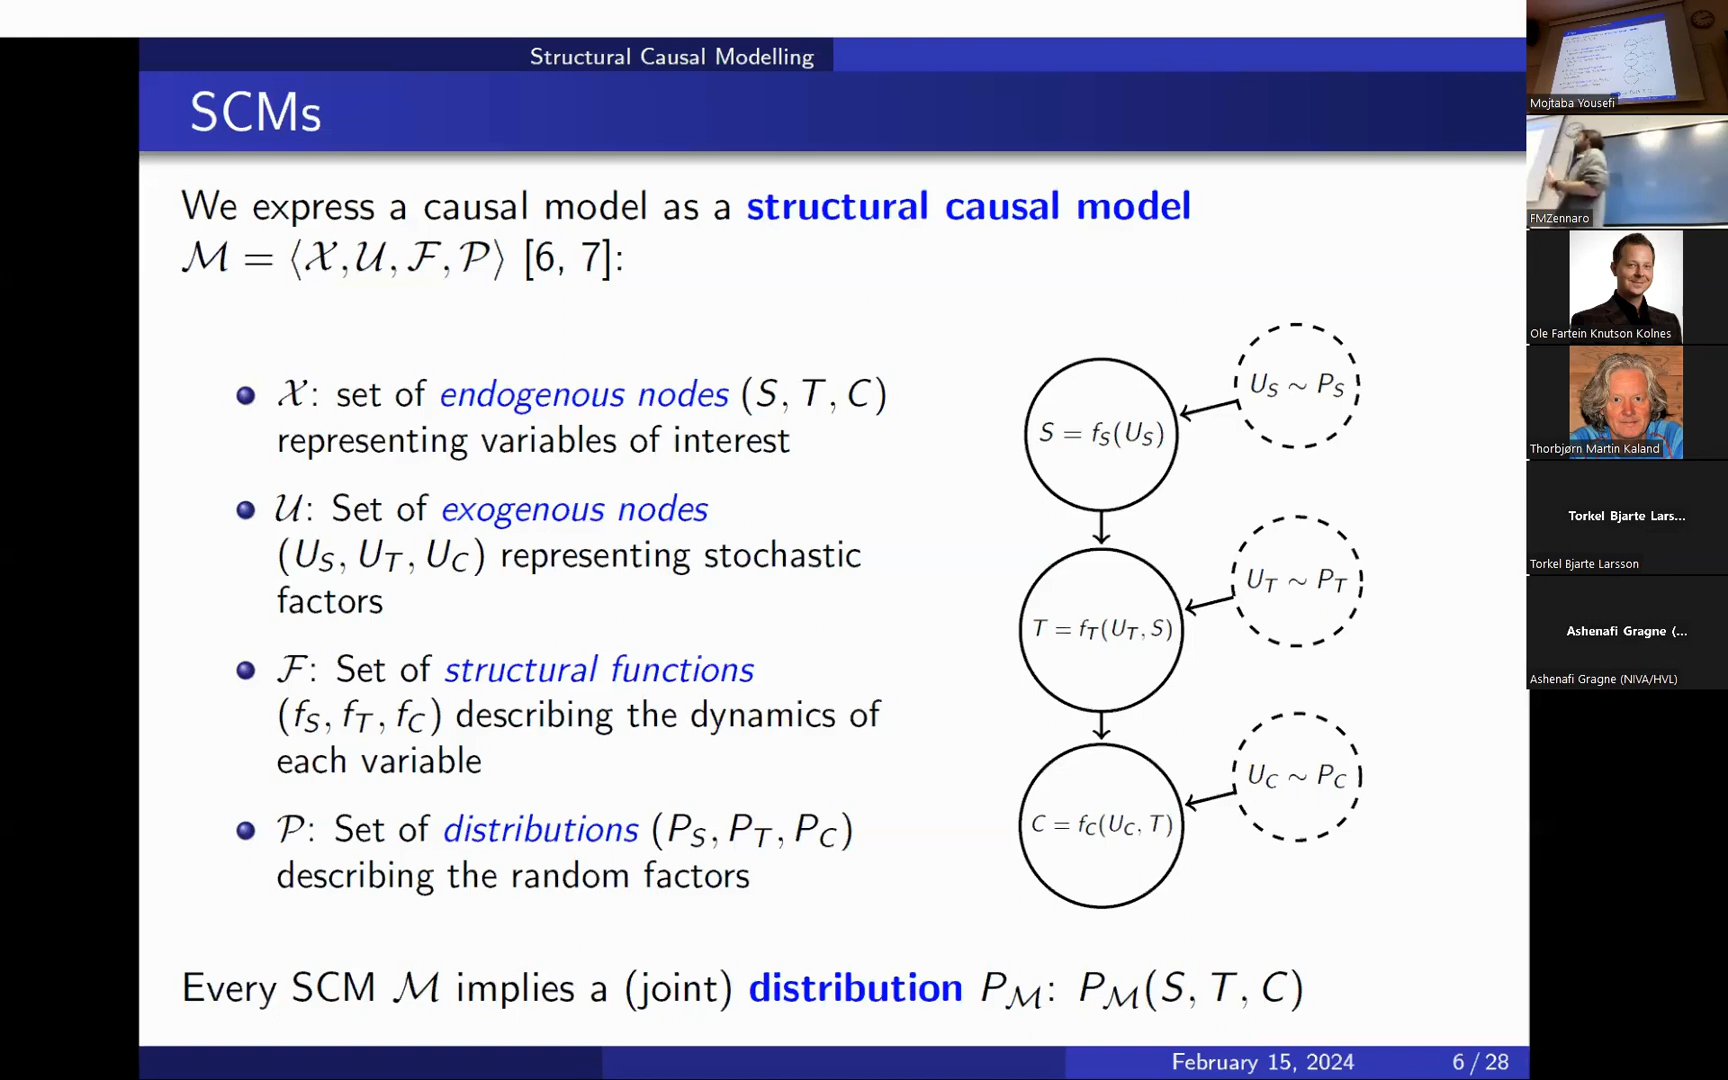 Structural Causal Modelling
SCMs
We express a causal model as a structural causal model
ℳ = ⟨𝒳, 𝒰, ℱ, 𝒫⟩ [6, 7]:
𝒳: set of endogenous nodes (S, T, C)
representing variables of interest
𝒰: Set of exogenous nodes
(U_S, U_T, U_C) representing stochastic
factors
ℱ: Set of structural functions
(f_S, f_T, f_C) describing the dynamics of
each variable
𝒫: Set of distributions (P_S, P_T, P_C)
describing the random factors
U_S ∼ P_S
S = f_S(U_S)
U_T ∼ P_T
T = f_T(U_T, S)
U_C ∼ P_C
C = f_C(U_C, T)
Every SCM ℳ implies a (joint) distribution P_ℳ: P_ℳ(S, T, C)
February 15, 2024 6 / 28
Mojtaba Yousefi
FMZennaro
Ole Fartein Knutson Kolnes
Thorbjørn Martin Kaland
Torkel Bjarte Lars...
Torkel Bjarte Larsson
Ashenafi Gragne (...
Ashenafi Gragne (NIVA/HVL)